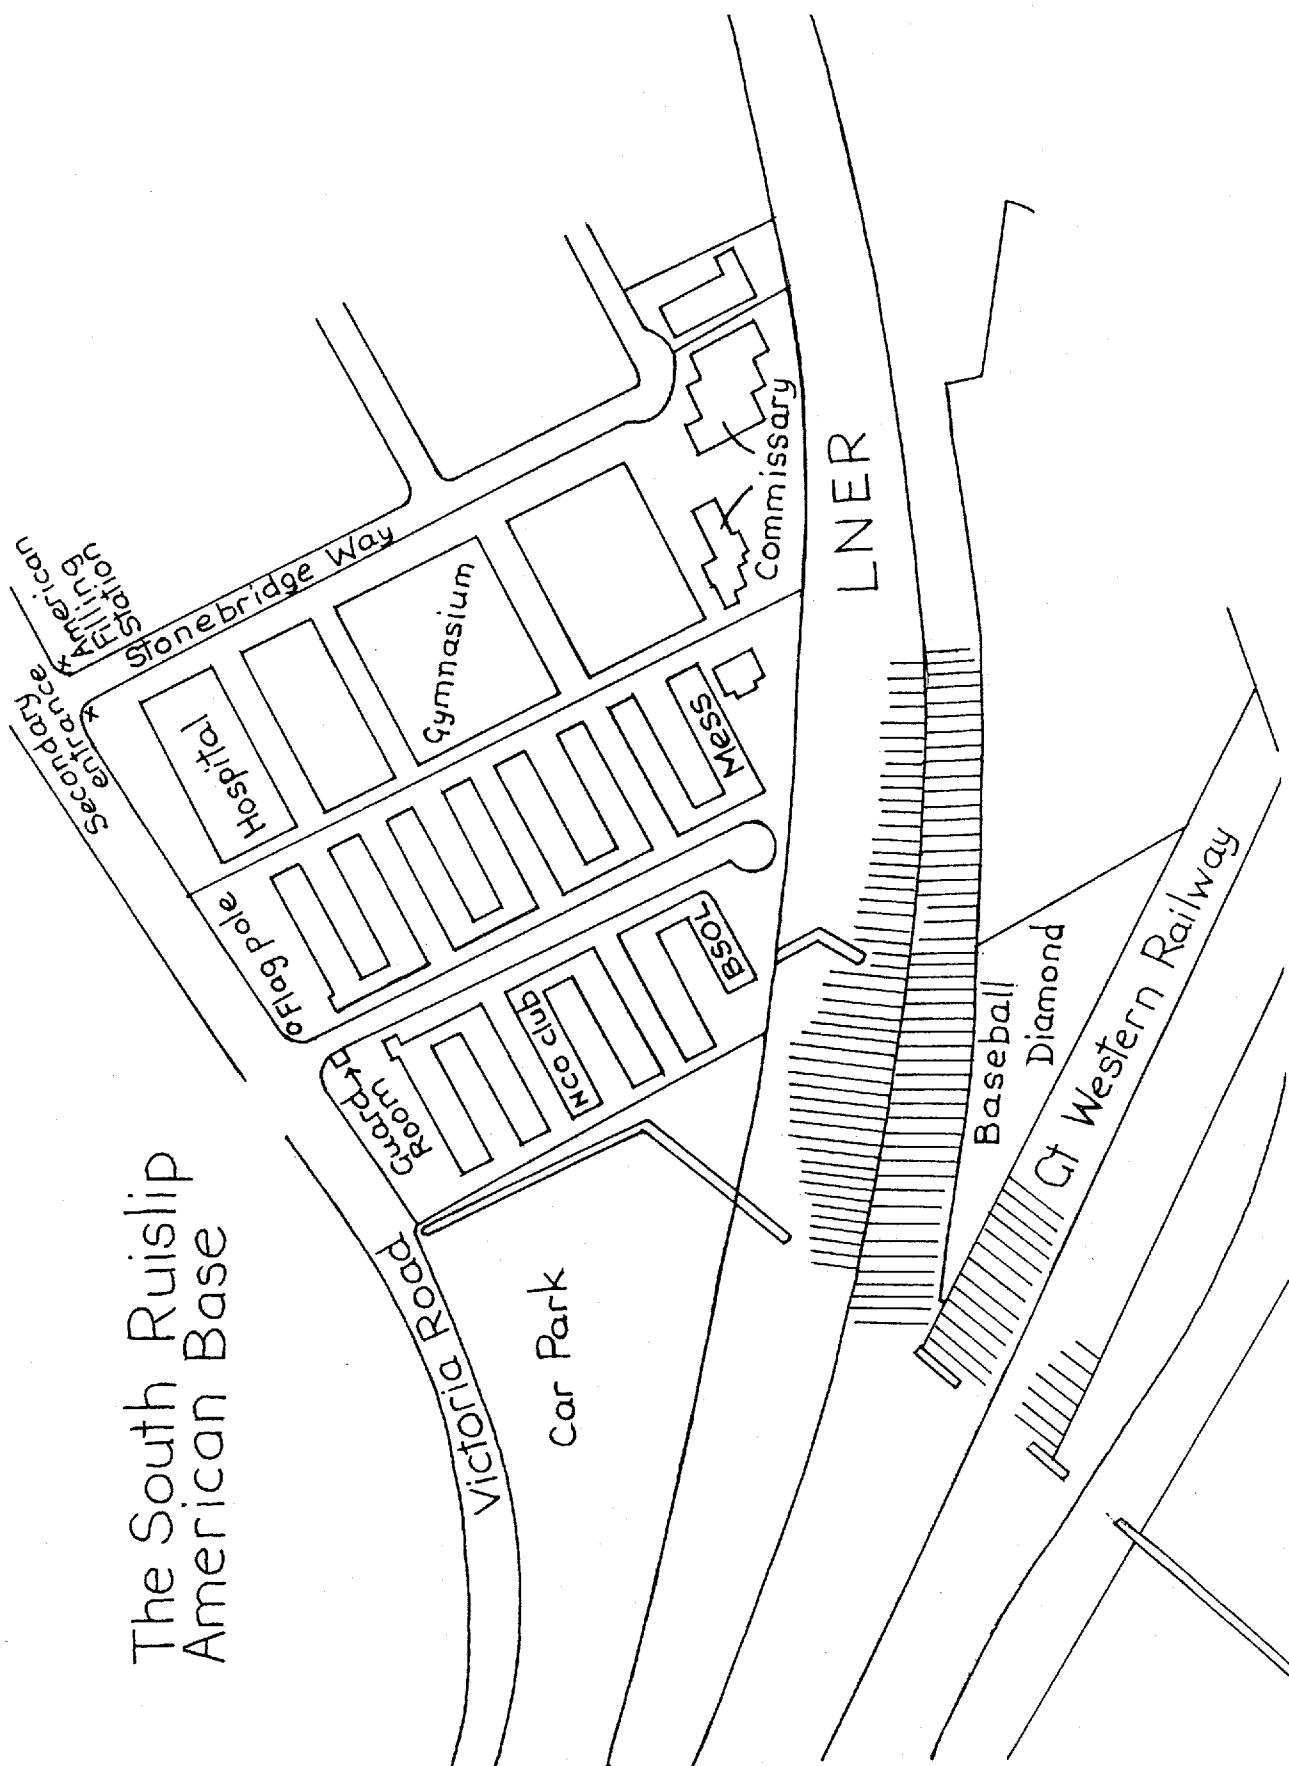 The South Ruislip
American Base
Victoria Road
Car Park
Guard
Room
Flag pole
Secondary
entrance
American
Filling
Station
Stonebridge Way
Hospital
Gymnasium
NCO club
BSOL
Mess
Commissary
LNER
Baseball
Diamond
Gt Western Railway